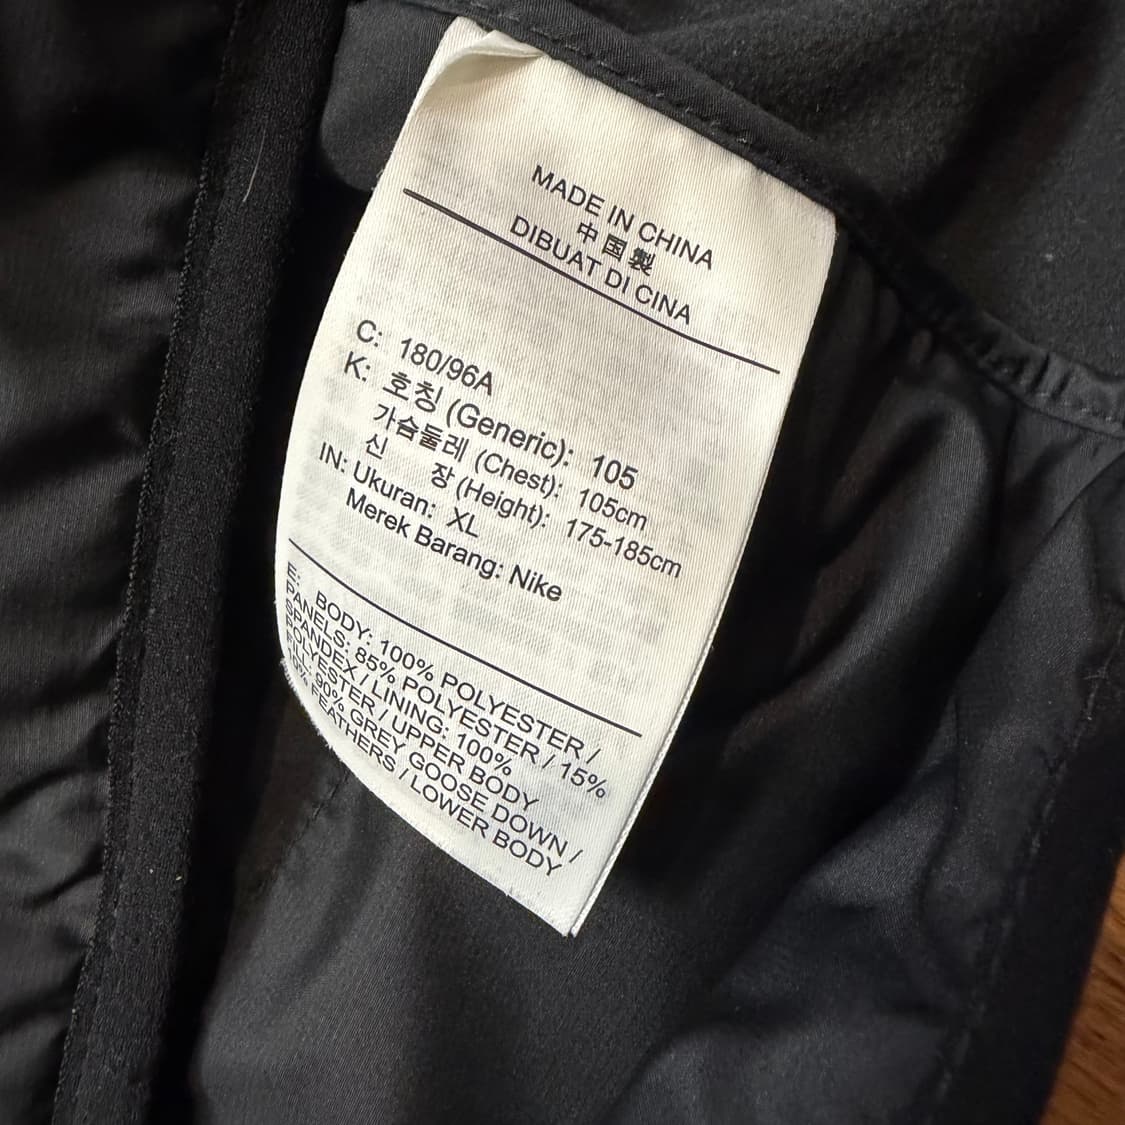 MADE IN CHINA
中国製
DIBUAT DI CINA
C: 180/96A
K: 호칭 (Generic): 105
가슴둘레 (Chest): 105cm
신 장 (Height): 175-185cm
IN: Ukuran: XL
Merek Barang: Nike
E: BODY: 100% POLYESTER /
PANELS: 85% POLYESTER / 15%
SPANDEX / LINING: 100%
POLYESTER / UPPER BODY
FILL: 90% GREY GOOSE DOWN /
10% FEATHERS / LOWER BODY